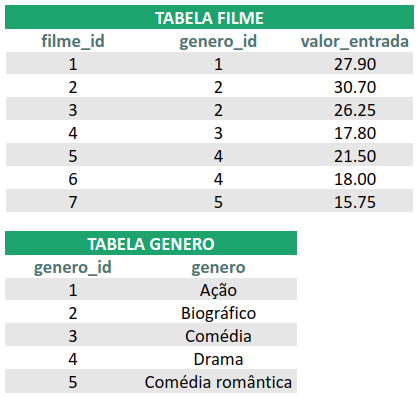 TABELA FILME
filme_id genero_id valor_entrada
1 1 27.90
2 2 30.70
3 2 26.25
4 3 17.80
5 4 21.50
6 4 18.00
7 5 15.75
TABELA GENERO
genero_id genero
1 Ação
2 Biográfico
3 Comédia
4 Drama
5 Comédia romântica